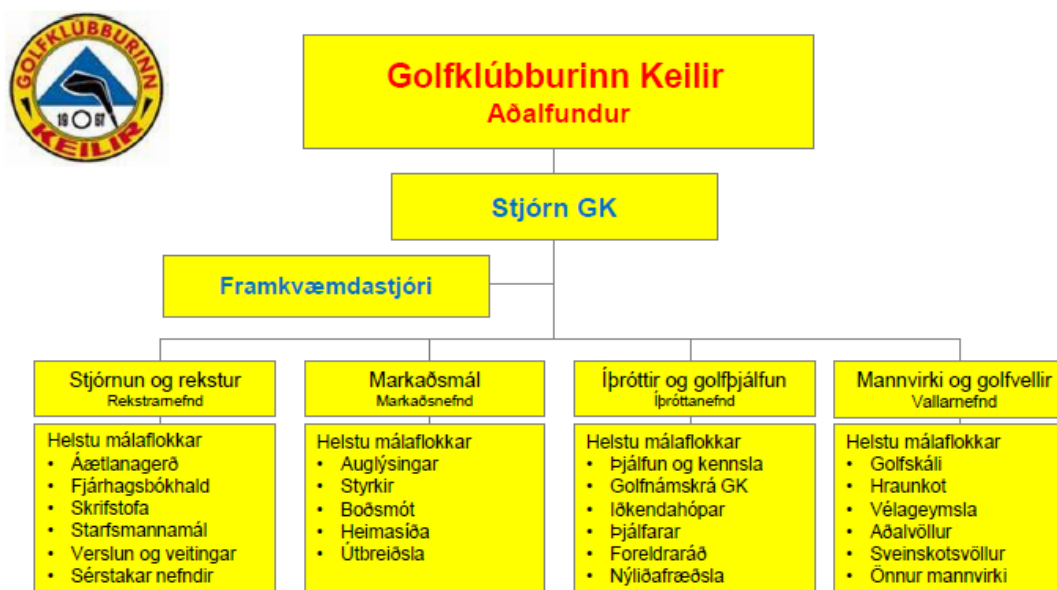 GOLFKLÚBBURINN
19 67
KEILIR
Golfklúbburinn Keilir
Aðalfundur
Stjórn GK
Framkvæmdastjóri
Stjórnun og rekstur
Rekstrarnefnd
Helstu málaflokkar
• Áætlanagerð
• Fjárhagsbókhald
• Skrifstofa
• Starfsmannamál
• Verslun og veitingar
• Sérstakar nefndir
Markaðsmál
Markaðsnefnd
Helstu málaflokkar
• Auglýsingar
• Styrkir
• Boðsmót
• Heimasíða
• Útbreiðsla
Íþróttir og golfþjálfun
Íþróttanefnd
Helstu málaflokkar
• Þjálfun og kennsla
• Golfnámskrá GK
• Iðkendahópar
• Þjálfarar
• Foreldraráð
• Nýliðafræðsla
Mannvirki og golfvellir
Vallarnefnd
Helstu málaflokkar
• Golfskáli
• Hraunkot
• Vélageymsla
• Aðalvöllur
• Sveinskotsvöllur
• Önnur mannvirki